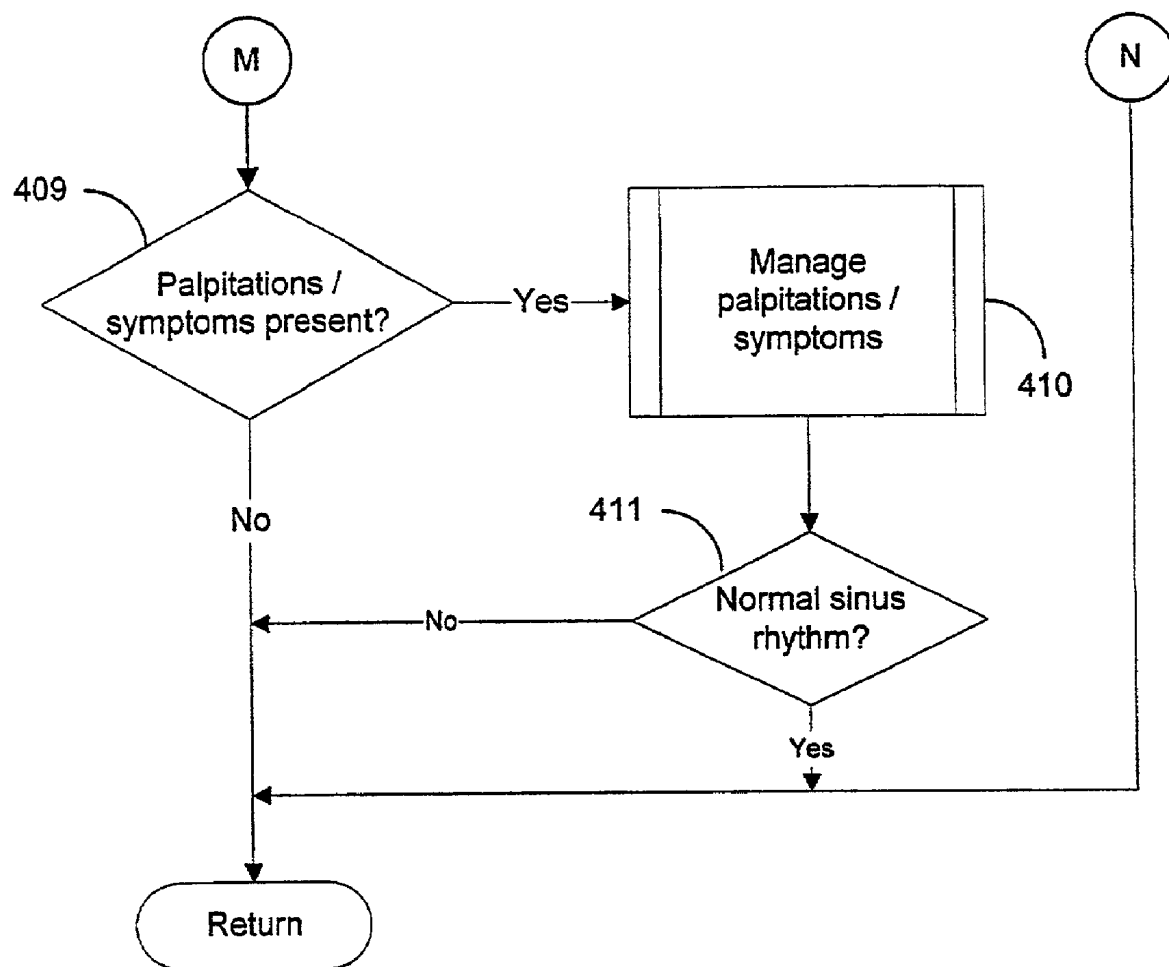 M
N
409
Palpitations /
symptoms present?
Yes
Manage
palpitations /
symptoms
410
No
411
Normal sinus
rhythm?
No
Yes
Return